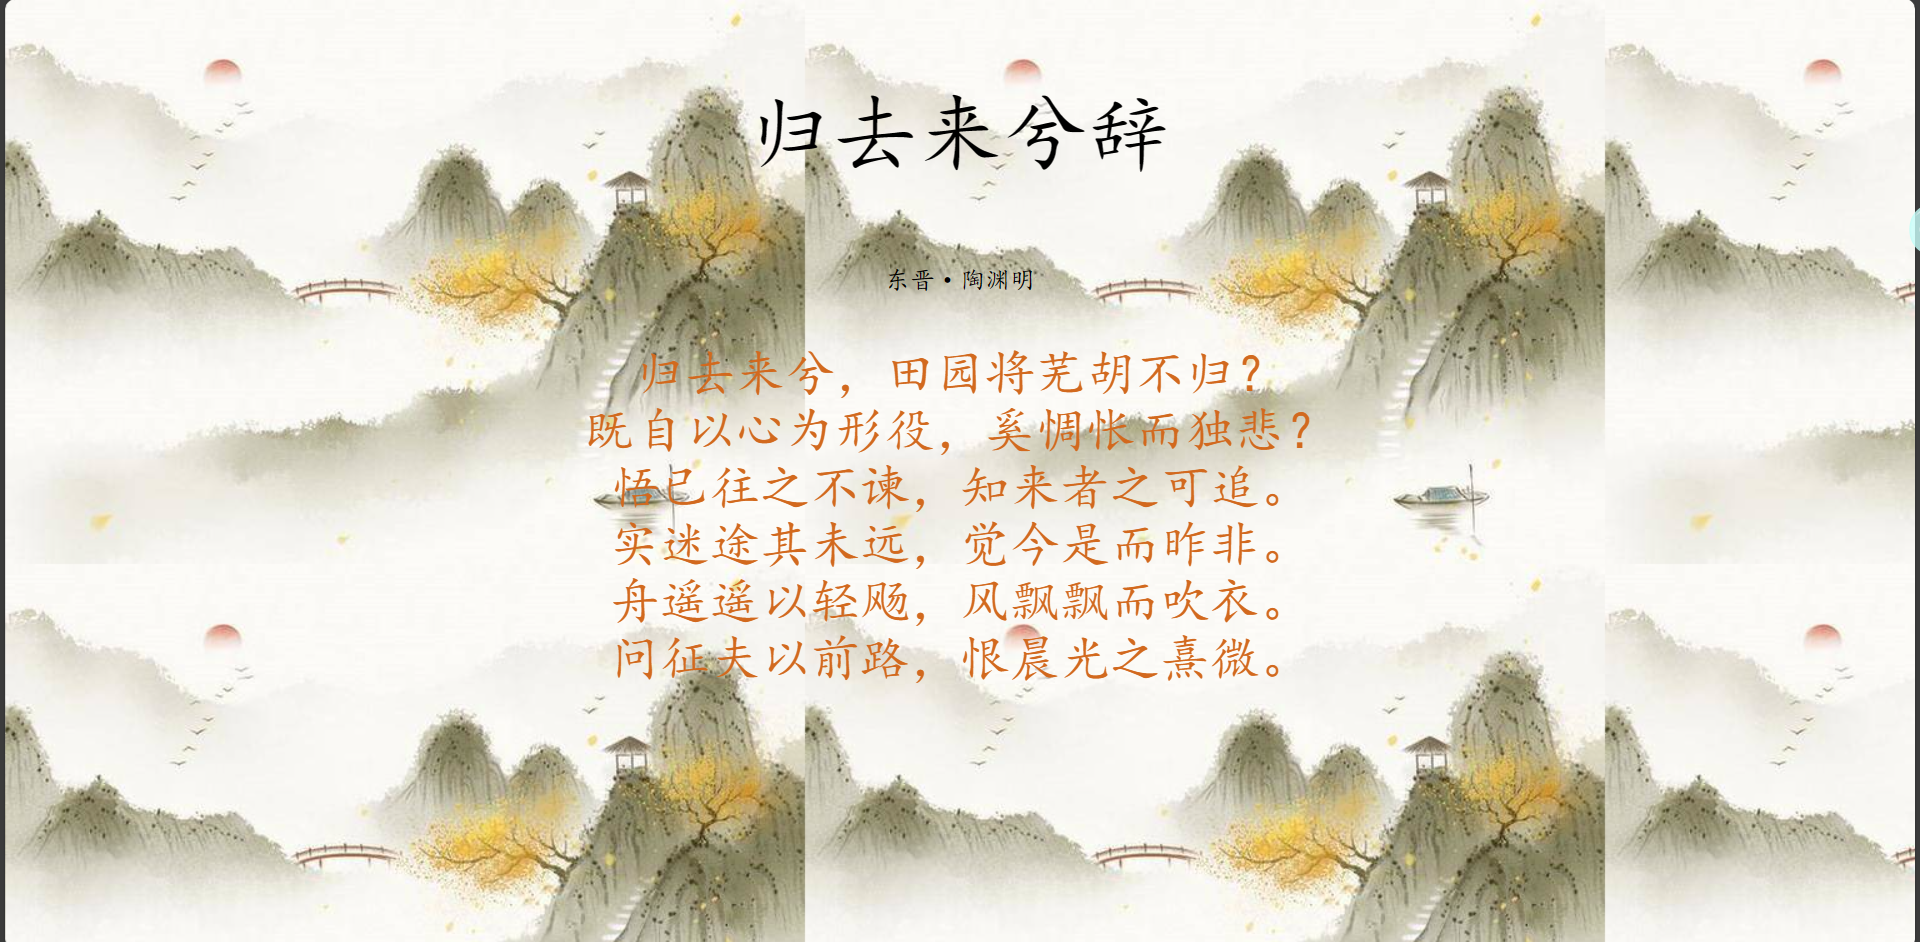 归去来兮辞
东晋·陶渊明
归去来兮，田园将芜胡不归？
既自以心为形役，奚惆怅而独悲？
悟已往之不谏，知来者之可追。
实迷途其未远，觉今是而昨非。
舟遥遥以轻飏，风飘飘而吹衣。
问征夫以前路，恨晨光之熹微。